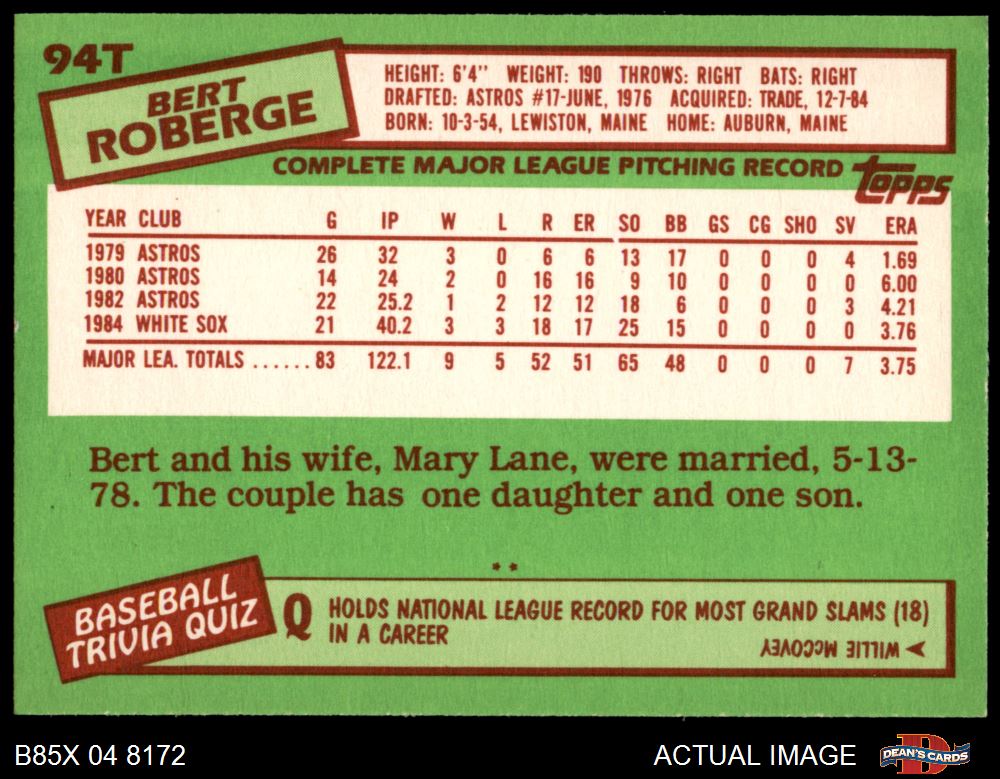 94T
BERT
ROBERGE
HEIGHT: 6'4" WEIGHT: 190 THROWS: RIGHT BATS: RIGHT
DRAFTED: ASTROS #17-JUNE, 1976 ACQUIRED: TRADE, 12-7-84
BORN: 10-3-54, LEWISTON, MAINE HOME: AUBURN, MAINE
COMPLETE MAJOR LEAGUE PITCHING RECORD
TOPPS
YEAR CLUB G IP W L R ER SO BB GS CG SHO SV ERA
1979 ASTROS 26 32 3 0 6 6 13 17 0 0 0 4 1.69
1980 ASTROS 14 24 2 0 16 16 9 10 0 0 0 0 6.00
1982 ASTROS 22 25.2 1 2 12 12 18 6 0 0 0 3 4.21
1984 WHITE SOX 21 40.2 3 3 18 17 25 15 0 0 0 0 3.76
MAJOR LEA. TOTALS ...... 83 122.1 9 5 52 51 65 48 0 0 0 7 3.75
Bert and his wife, Mary Lane, were married, 5-13-
78. The couple has one daughter and one son.
**
BASEBALL
TRIVIA QUIZ
Q HOLDS NATIONAL LEAGUE RECORD FOR MOST GRAND SLAMS (18)
IN A CAREER
WILLIE McCOVEY
B85X 04 8172
ACTUAL IMAGE
D
DEAN'S CARDS